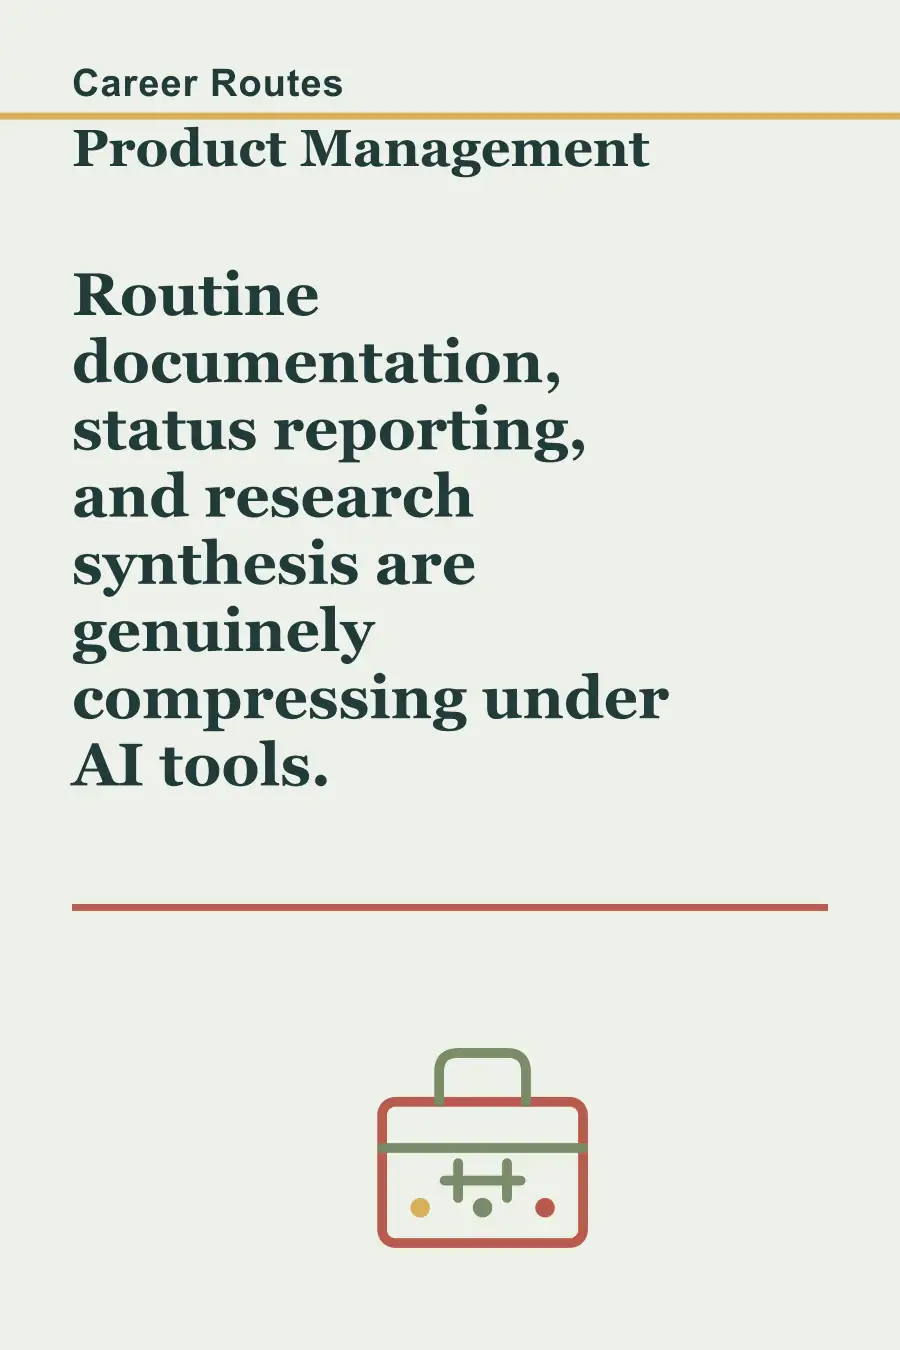 Career Routes
Product Management
Routine
documentation,
status reporting,
and research
synthesis are
genuinely
compressing under
AI tools.